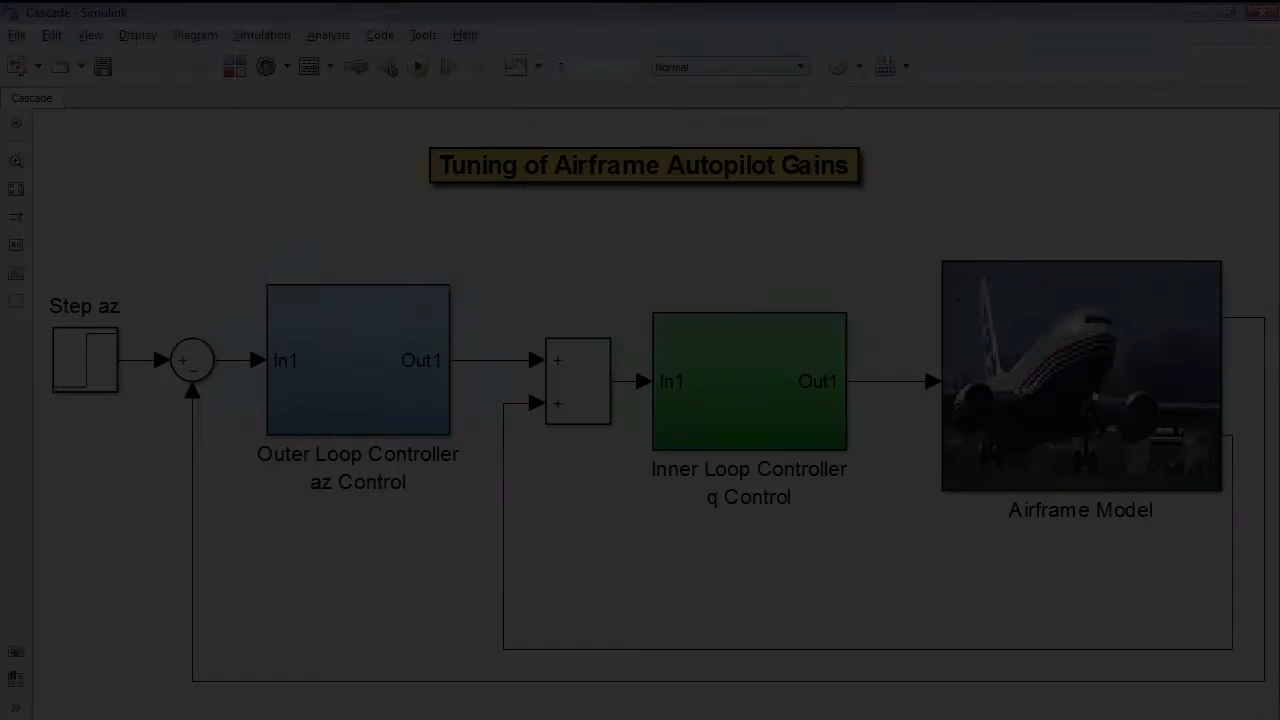 Cascade - Simulink
File Edit View Display Diagram Simulation Analysis Code Tools Help
Normal
Cascade
Tuning of Airframe Autopilot Gains
Step az
+
−
In1 Out1
Outer Loop Controller
az Control
+
+
In1 Out1
Inner Loop Controller
q Control
Airframe Model